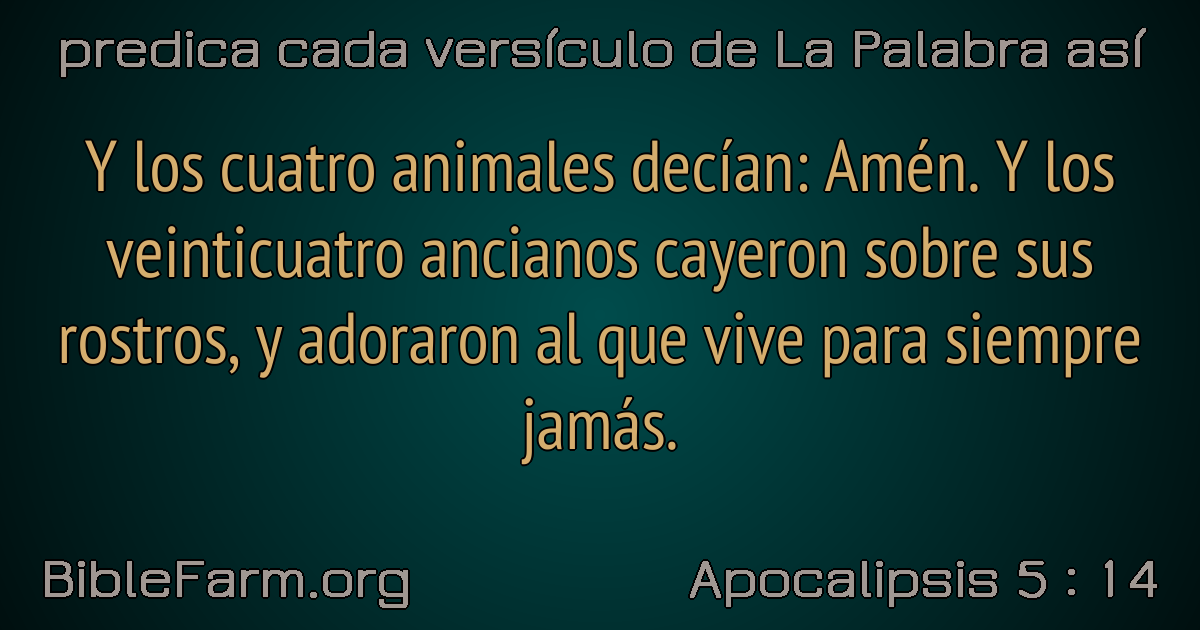 predica cada versículo de La Palabra así
Y los cuatro animales decían: Amén. Y los
veinticuatro ancianos cayeron sobre sus
rostros, y adoraron al que vive para siempre
jamás.
BibleFarm.org
Apocalipsis 5 : 14